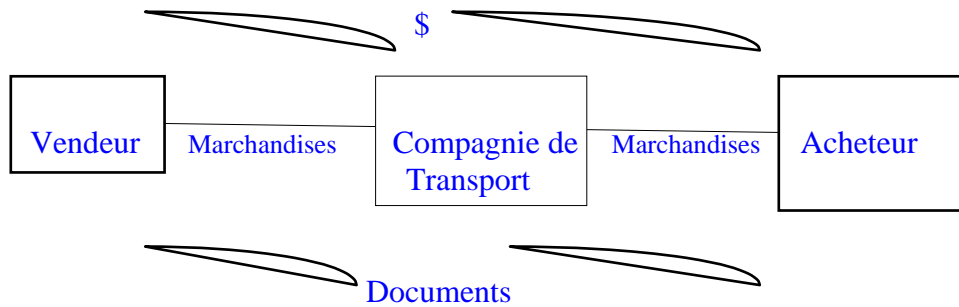 $
Vendeur
Marchandises
Compagnie de
Transport
Marchandises
Acheteur
Documents